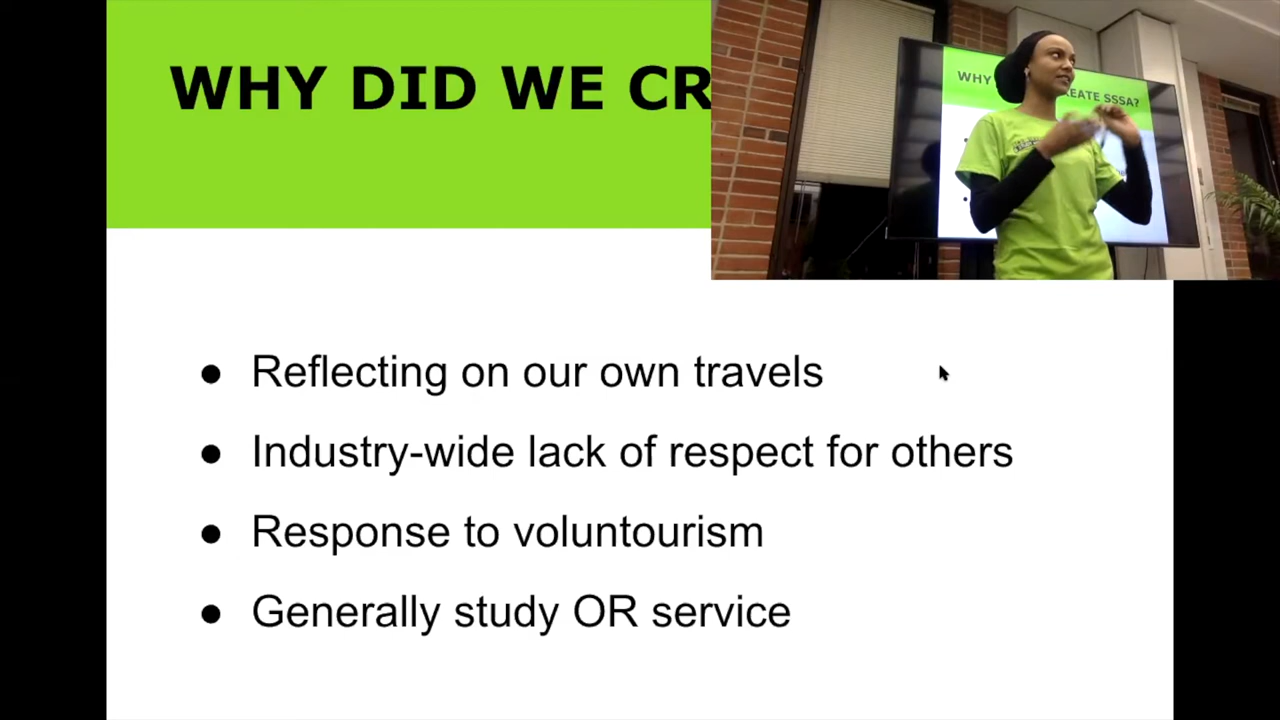 WHY DID WE CR
WHY
EATE SSSA?
Reflecting on our own travels
Industry-wide lack of respect for others
Response to voluntourism
Generally study OR service